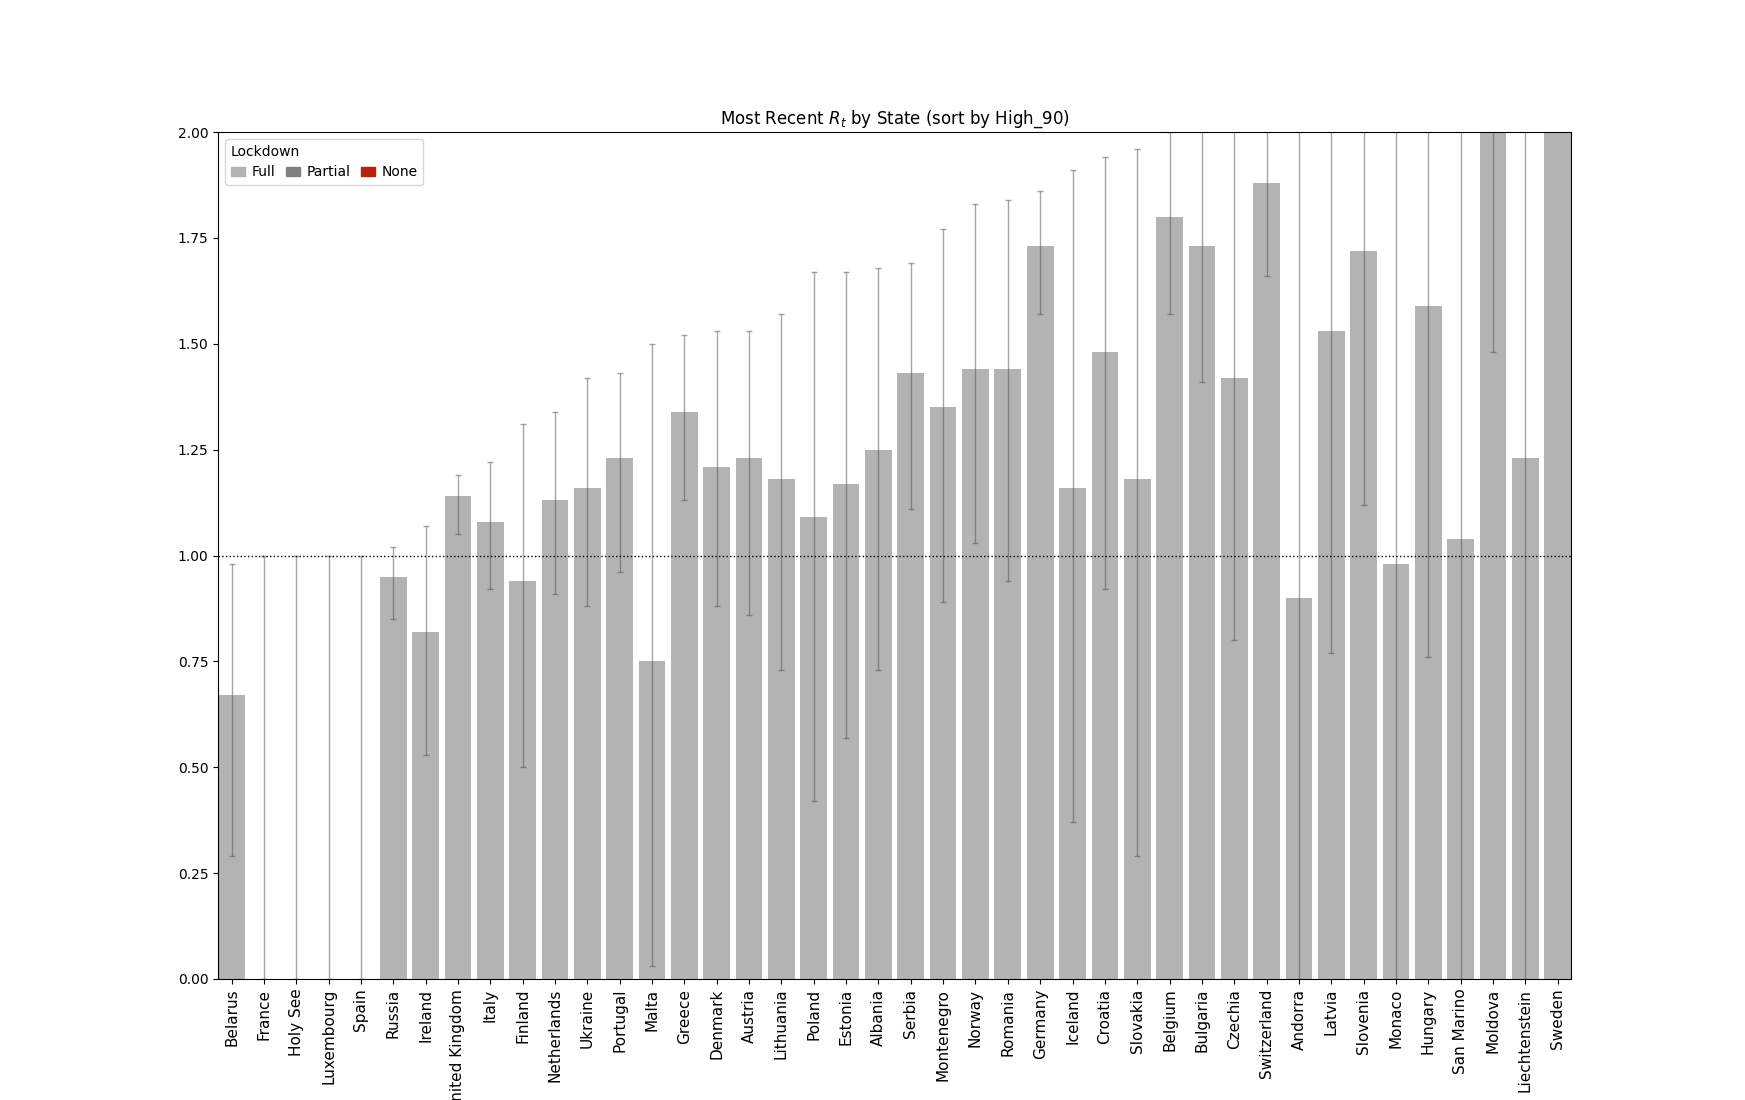 Most Recent R_t by State (sort by High_90)
Lockdown
Full Partial None
2.00
1.75
1.50
1.25
1.00
0.75
0.50
0.25
0.00
Belarus
France
Holy See
Luxembourg
Spain
Russia
Ireland
nited Kingdom
Italy
Finland
Netherlands
Ukraine
Portugal
Malta
Greece
Denmark
Austria
Lithuania
Poland
Estonia
Albania
Serbia
Montenegro
Norway
Romania
Germany
Iceland
Croatia
Slovakia
Belgium
Bulgaria
Czechia
Switzerland
Andorra
Latvia
Slovenia
Monaco
Hungary
San Marino
Moldova
Liechtenstein
Sweden